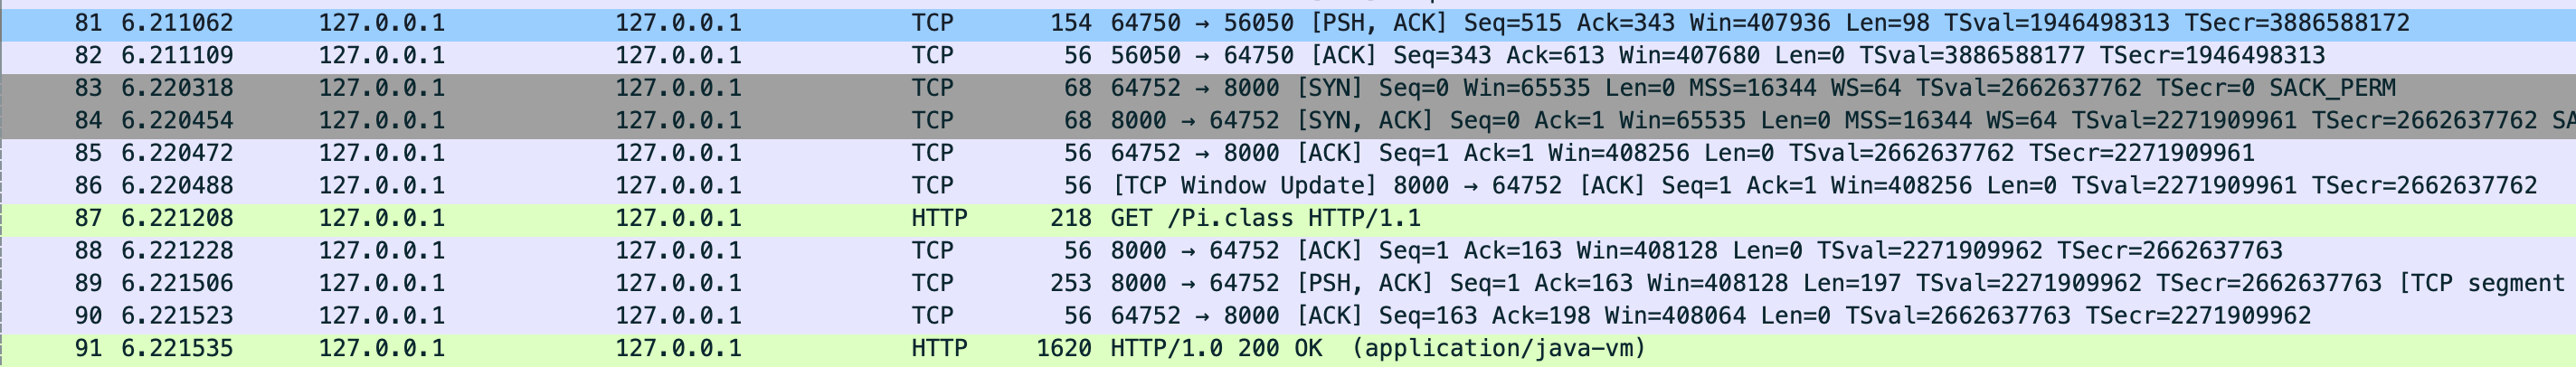 81 6.211062 127.0.0.1 127.0.0.1 TCP 154 64750 → 56050 [PSH, ACK] Seq=515 Ack=343 Win=407936 Len=98 TSval=1946498313 TSecr=3886588172
82 6.211109 127.0.0.1 127.0.0.1 TCP 56 56050 → 64750 [ACK] Seq=343 Ack=613 Win=407680 Len=0 TSval=3886588177 TSecr=1946498313
83 6.220318 127.0.0.1 127.0.0.1 TCP 68 64752 → 8000 [SYN] Seq=0 Win=65535 Len=0 MSS=16344 WS=64 TSval=2662637762 TSecr=0 SACK_PERM
84 6.220454 127.0.0.1 127.0.0.1 TCP 68 8000 → 64752 [SYN, ACK] Seq=0 Ack=1 Win=65535 Len=0 MSS=16344 WS=64 TSval=2271909961 TSecr=2662637762 SA
85 6.220472 127.0.0.1 127.0.0.1 TCP 56 64752 → 8000 [ACK] Seq=1 Ack=1 Win=408256 Len=0 TSval=2662637762 TSecr=2271909961
86 6.220488 127.0.0.1 127.0.0.1 TCP 56 [TCP Window Update] 8000 → 64752 [ACK] Seq=1 Ack=1 Win=408256 Len=0 TSval=2271909961 TSecr=2662637762
87 6.221208 127.0.0.1 127.0.0.1 HTTP 218 GET /Pi.class HTTP/1.1
88 6.221228 127.0.0.1 127.0.0.1 TCP 56 8000 → 64752 [ACK] Seq=1 Ack=163 Win=408128 Len=0 TSval=2271909962 TSecr=2662637763
89 6.221506 127.0.0.1 127.0.0.1 TCP 253 8000 → 64752 [PSH, ACK] Seq=1 Ack=163 Win=408128 Len=197 TSval=2271909962 TSecr=2662637763 [TCP segment
90 6.221523 127.0.0.1 127.0.0.1 TCP 56 64752 → 8000 [ACK] Seq=163 Ack=198 Win=408064 Len=0 TSval=2662637763 TSecr=2271909962
91 6.221535 127.0.0.1 127.0.0.1 HTTP 1620 HTTP/1.0 200 OK (application/java-vm)